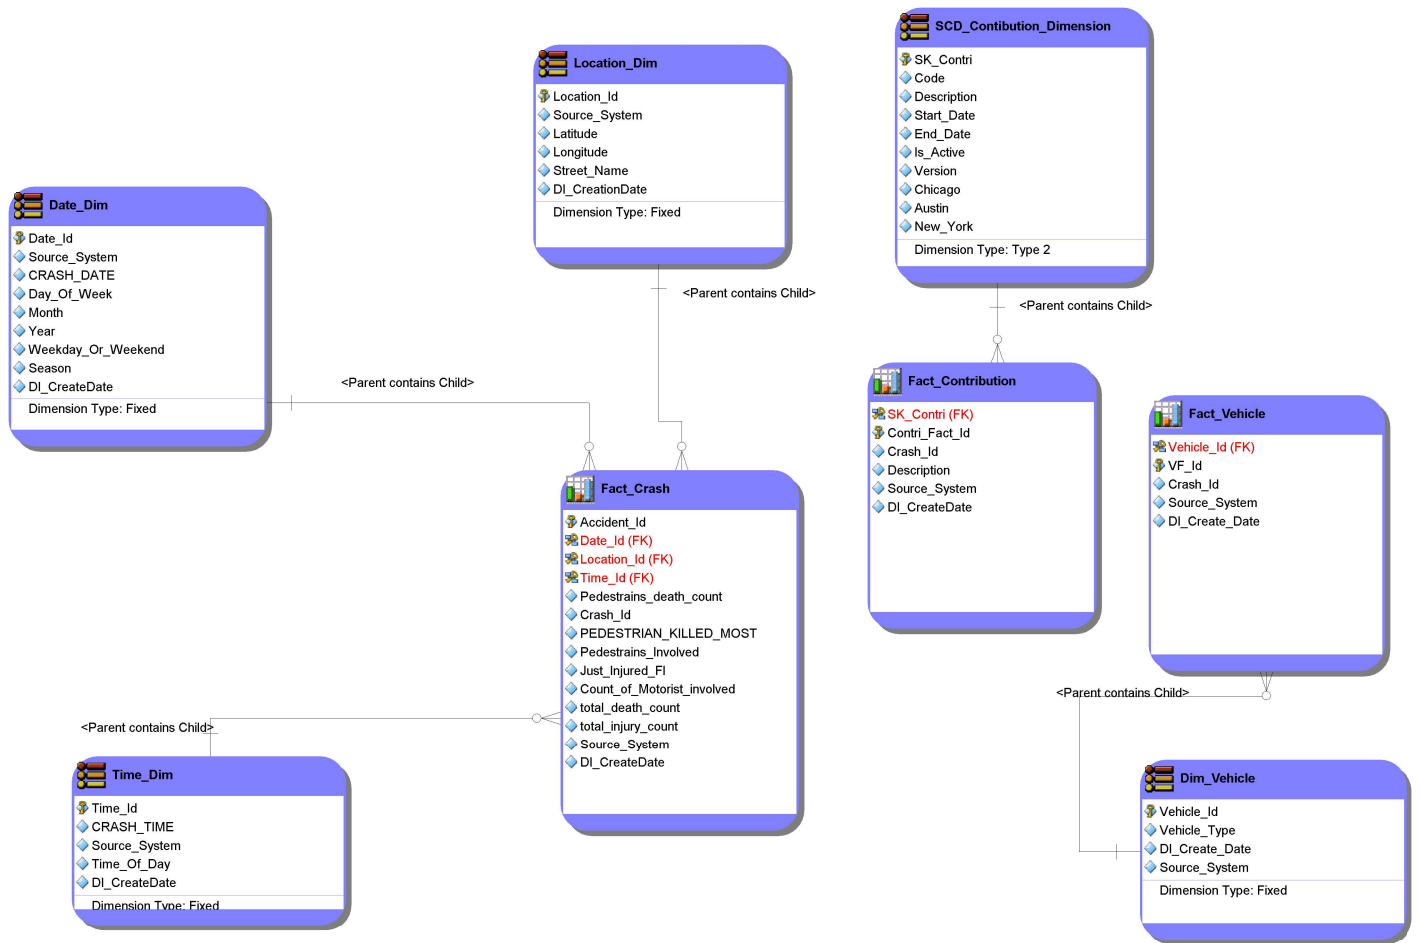 SCD_Contibution_Dimension
SK_Contri
Code
Description
Start_Date
End_Date
Is_Active
Version
Chicago
Austin
New_York
Dimension Type: Type 2
<Parent contains Child>
Location_Dim
Location_Id
Source_System
Latitude
Longitude
Street_Name
DI_CreationDate
Dimension Type: Fixed
<Parent contains Child>
Date_Dim
Date_Id
Source_System
CRASH_DATE
Day_Of_Week
Month
Year
Weekday_Or_Weekend
Season
DI_CreateDate
Dimension Type: Fixed
<Parent contains Child>
Fact_Contribution
SK_Contri (FK)
Contri_Fact_Id
Crash_Id
Description
Source_System
DI_CreateDate
Fact_Vehicle
Vehicle_Id (FK)
VF_Id
Crash_Id
Source_System
DI_Create_Date
<Parent contains Child>
Fact_Crash
Accident_Id
Date_Id (FK)
Location_Id (FK)
Time_Id (FK)
Pedestrains_death_count
Crash_Id
PEDESTRIAN_KILLED_MOST
Pedestrains_Involved
Just_Injured_Fl
Count_of_Motorist_involved
total_death_count
total_injury_count
Source_System
DI_CreateDate
<Parent contains Child>
Time_Dim
Time_Id
CRASH_TIME
Source_System
Time_Of_Day
DI_CreateDate
Dimension Type: Fixed
Dim_Vehicle
Vehicle_Id
Vehicle_Type
DI_Create_Date
Source_System
Dimension Type: Fixed